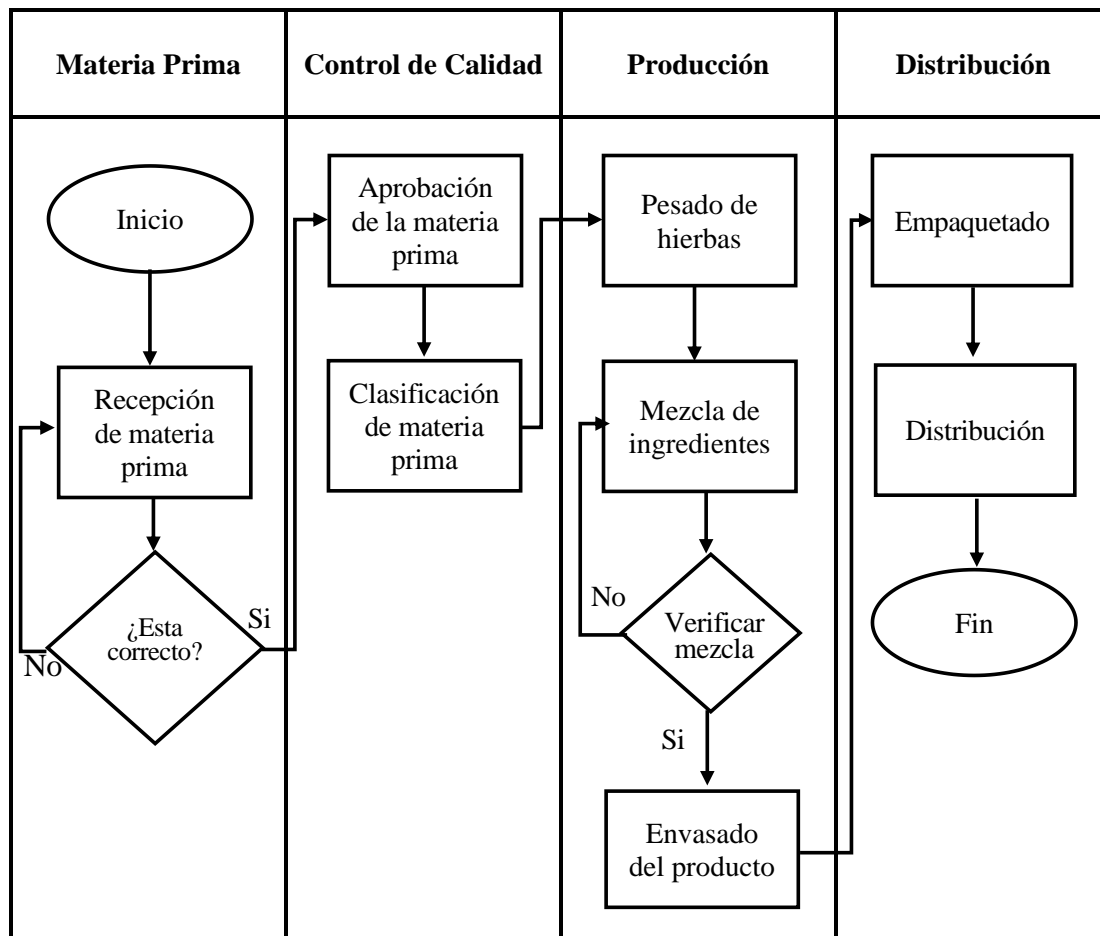 Materia Prima
Control de Calidad
Producción
Distribución
Inicio
Recepción
de materia
prima
¿Esta
correcto?
No
Si
Aprobación
de la materia
prima
Clasificación
de materia
prima
Pesado de
hierbas
Mezcla de
ingredientes
Verificar
mezcla
No
Si
Envasado
del producto
Empaquetado
Distribución
Fin